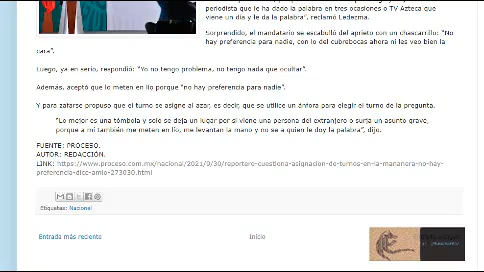 periodista que le ha dado la palabra en tres ocasiones o TV Azteca que
viene un día y le da la palabra", reclamó Ledezma.
Sorprendido, el mandatario se escabulló del aprieto con un chascarrillo: "No
hay preferencia para nadie, con lo del cubrebocas ahora ni les veo bien la
cara".
Luego, ya en serio, respondió: "Yo no tengo problema, no tengo nada que ocultar".
Además, aceptó que lo meten en lío porque "no hay preferencia para nadie".
Y para zafarse propuso que el turno se asigne al azar, es decir, que se utilice un ánfora para elegir el turno de la pregunta.
"Lo mejor es una tómbola y solo se deja un lugar por si viene una persona del extranjero o surja un asunto grave,
porque a mí también me meten en lío, me levantan la mano y no se a quien le doy la palabra", dijo.
FUENTE: PROCESO.
AUTOR: REDACCIÓN.
LINK: https://www.proceso.com.mx/nacional/2021/9/30/reportero-cuestiona-asignacion-de-turnos-en-la-mananera-no-hay-
preferencia-dice-amlo-273030.html
Etiquetas: Nacional
Entrada más reciente
Inicio